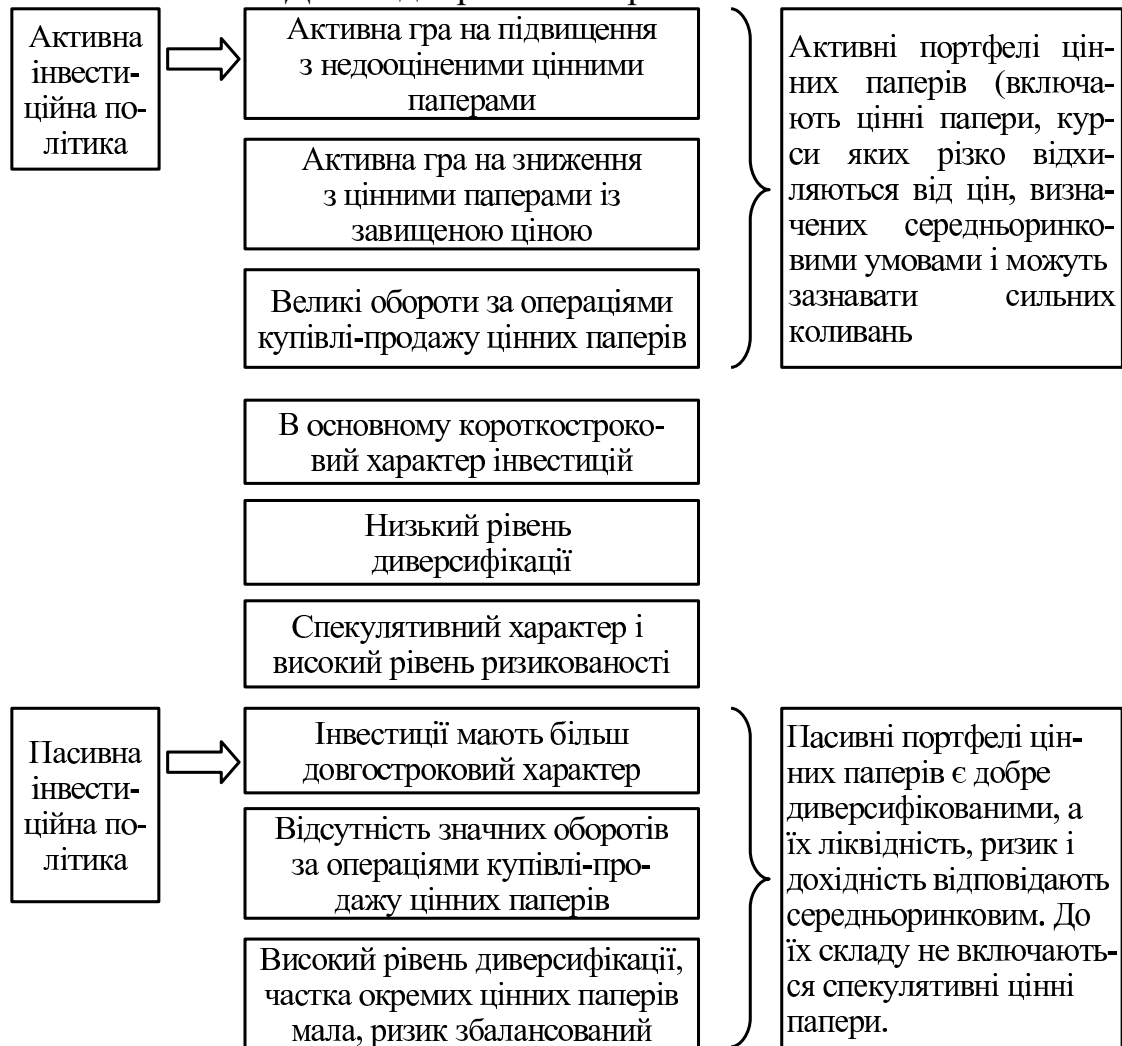 Активна
інвести-
ційна по-
літика
Активна гра на підвищення
з недооціненими цінними
паперами
Активна гра на зниження
з цінними паперами із
завищеною ціною
Великі обороти за операціями
купівлі-продажу цінних паперів
Активні портфелі цін-
них паперів (включа-
ють цінні папери, кур-
си яких різко відхи-
ляються від цін, визна-
чених середньоринко-
вими умовами і можуть
зазнавати сильних
коливань
В основному короткостроко-
вий характер інвестицій
Низький рівень
диверсифікації
Спекулятивний характер і
високий рівень ризикованості
Пасивна
інвести-
ційна по-
літика
Інвестиції мають більш
довгостроковий характер
Відсутність значних оборотів
за операціями купівлі-про-
дажу цінних паперів
Високий рівень диверсифікації,
частка окремих цінних паперів
мала, ризик збалансований
Пасивні портфелі цін-
них паперів є добре
диверсифікованими, а
їх ліквідність, ризик і
дохідність відповідають
середньоринковим. До
їх складу не включають-
ся спекулятивні цінні
папери.